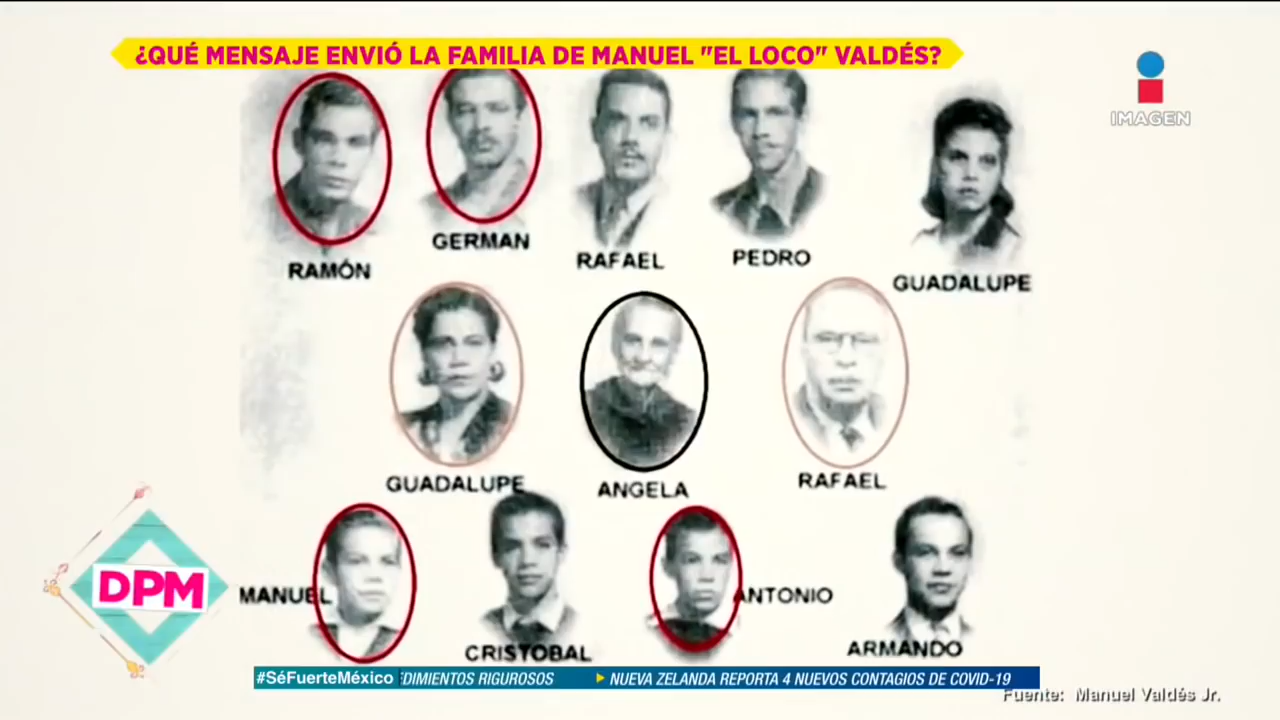 ¿QUÉ MENSAJE ENVIÓ LA FAMILIA DE MANUEL "EL LOCO" VALDÉS?
IMAGEN
RAMÓN
GERMAN
RAFAEL
PEDRO
GUADALUPE
GUADALUPE
ANGELA
RAFAEL
DPM
MANUEL
CRISTOBAL
ANTONIO
ARMANDO
#SéFuerteMéxico
EDIMIENTOS RIGUROSOS
NUEVA ZELANDA REPORTA 4 NUEVOS CONTAGIOS DE COVID-19
Fuente: Manuel Valdés Jr.